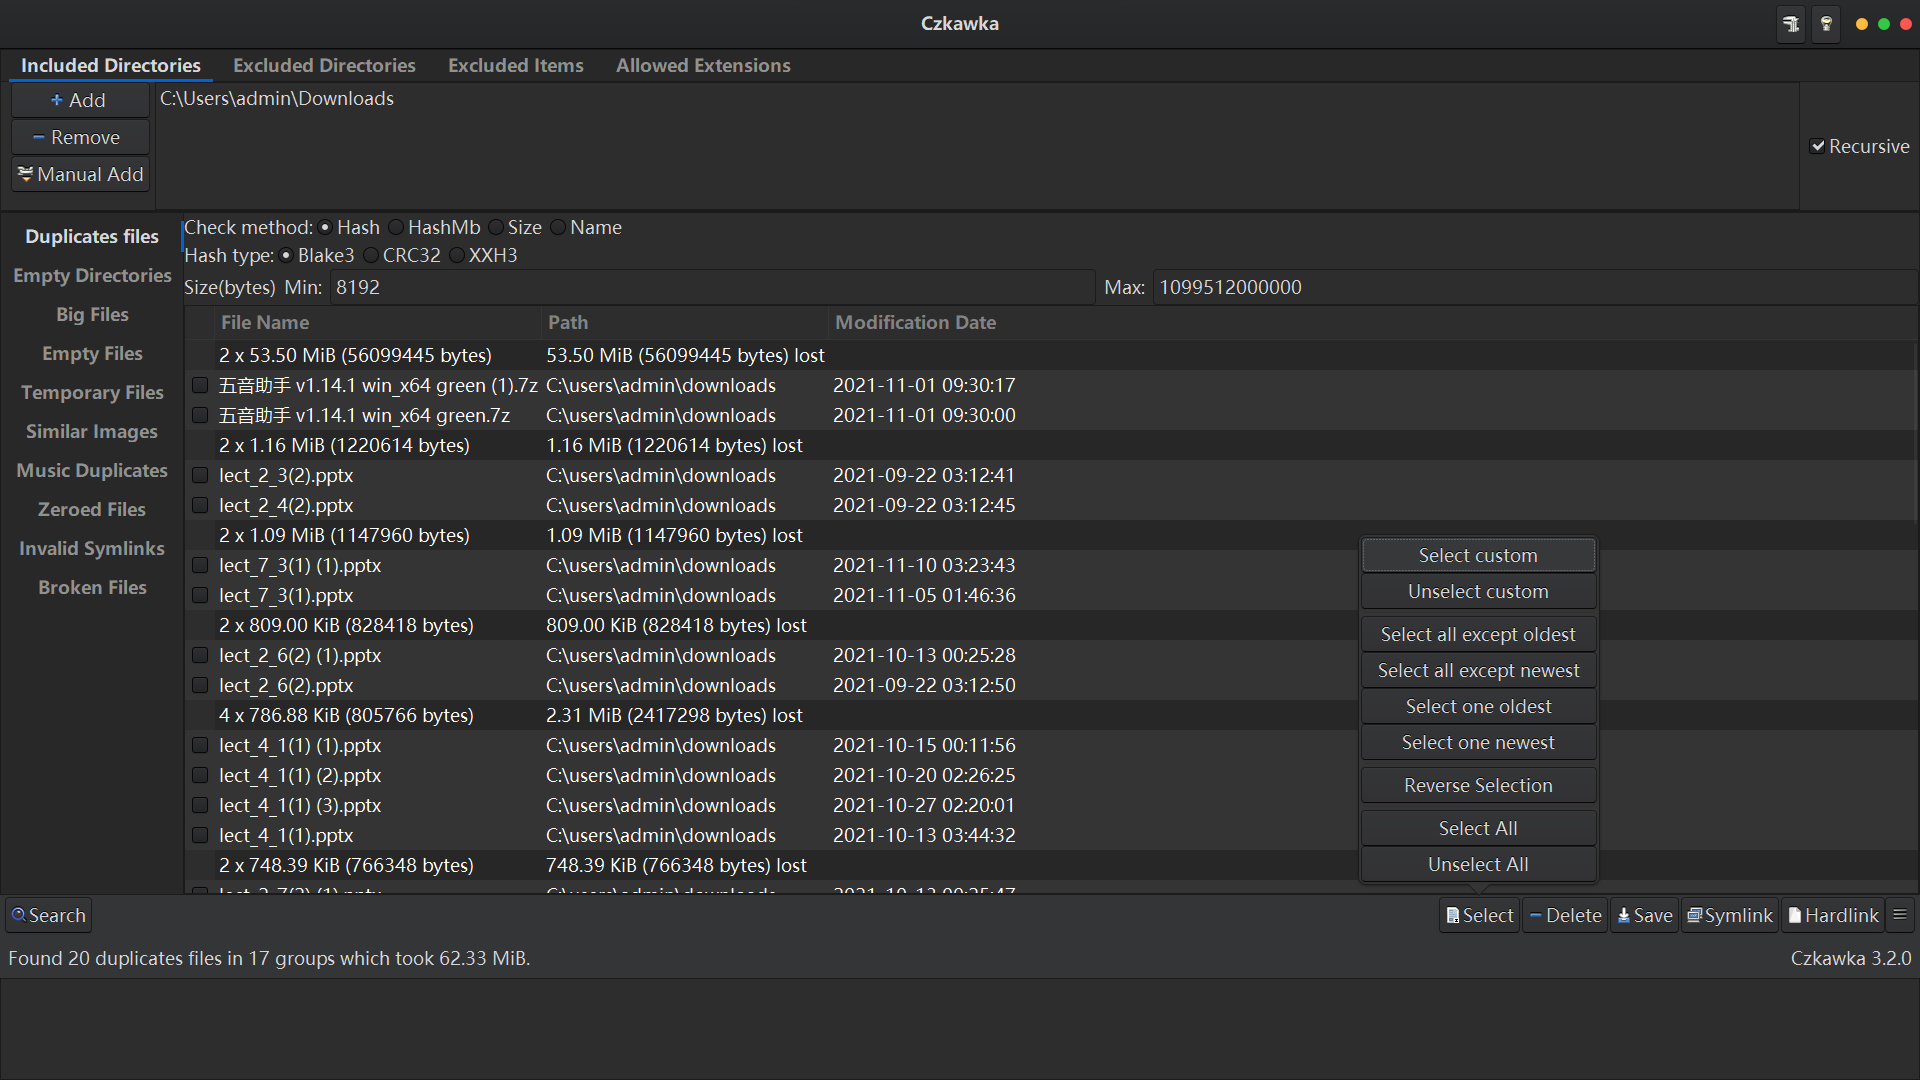 Czkawka
Included Directories Excluded Directories Excluded Items Allowed Extensions
Add
Remove
Manual Add
C:\Users\admin\Downloads
Recursive
Duplicates files
Empty Directories
Big Files
Empty Files
Temporary Files
Similar Images
Music Duplicates
Zeroed Files
Invalid Symlinks
Broken Files
Check method: Hash HashMb Size Name
Hash type: Blake3 CRC32 XXH3
Size(bytes) Min: 8192 Max: 1099512000000
File Name Path Modification Date
2 x 53.50 MiB (56099445 bytes) 53.50 MiB (56099445 bytes) lost
五音助手 v1.14.1 win_x64 green (1).7z C:\users\admin\downloads 2021-11-01 09:30:17
五音助手 v1.14.1 win_x64 green.7z C:\users\admin\downloads 2021-11-01 09:30:00
2 x 1.16 MiB (1220614 bytes) 1.16 MiB (1220614 bytes) lost
lect_2_3(2).pptx C:\users\admin\downloads 2021-09-22 03:12:41
lect_2_4(2).pptx C:\users\admin\downloads 2021-09-22 03:12:45
2 x 1.09 MiB (1147960 bytes) 1.09 MiB (1147960 bytes) lost
lect_7_3(1) (1).pptx C:\users\admin\downloads 2021-11-10 03:23:43
lect_7_3(1).pptx C:\users\admin\downloads 2021-11-05 01:46:36
2 x 809.00 KiB (828418 bytes) 809.00 KiB (828418 bytes) lost
lect_2_6(2) (1).pptx C:\users\admin\downloads 2021-10-13 00:25:28
lect_2_6(2).pptx C:\users\admin\downloads 2021-09-22 03:12:50
4 x 786.88 KiB (805766 bytes) 2.31 MiB (2417298 bytes) lost
lect_4_1(1) (1).pptx C:\users\admin\downloads 2021-10-15 00:11:56
lect_4_1(1) (2).pptx C:\users\admin\downloads 2021-10-20 02:26:25
lect_4_1(1) (3).pptx C:\users\admin\downloads 2021-10-27 02:20:01
lect_4_1(1).pptx C:\users\admin\downloads 2021-10-13 03:44:32
2 x 748.39 KiB (766348 bytes) 748.39 KiB (766348 bytes) lost
Select custom
Unselect custom
Select all except oldest
Select all except newest
Select one oldest
Select one newest
Reverse Selection
Select All
Unselect All
Search Select Delete Save Symlink Hardlink
Found 20 duplicates files in 17 groups which took 62.33 MiB. Czkawka 3.2.0